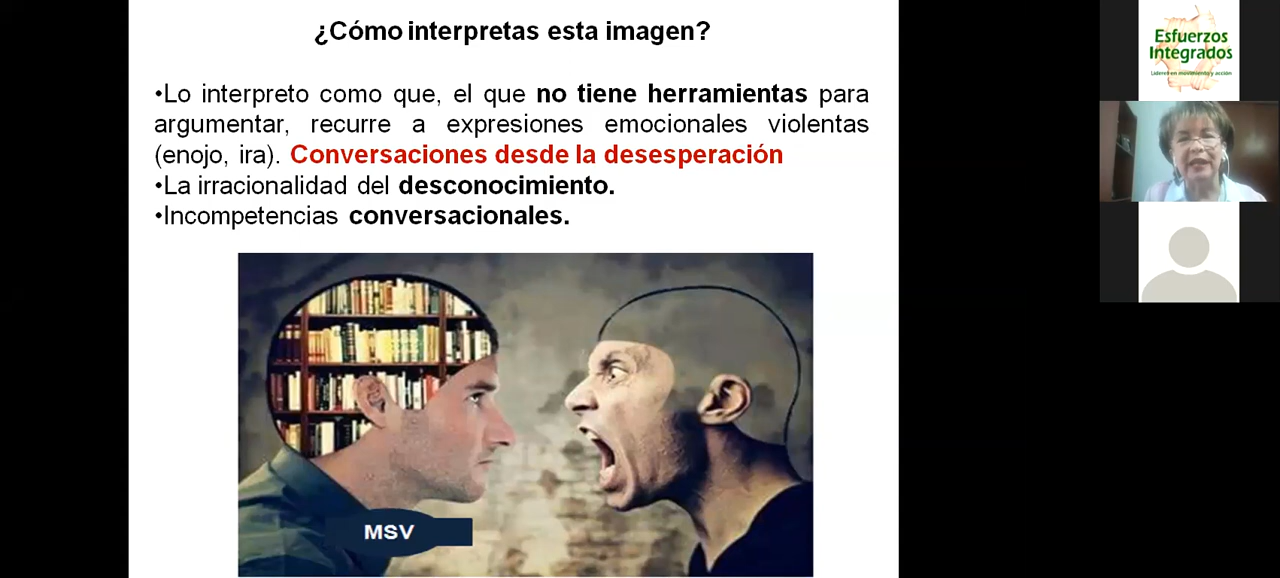 ¿Cómo interpretas esta imagen?
•Lo interpreto como que, el que no tiene herramientas para
argumentar, recurre a expresiones emocionales violentas
(enojo, ira). Conversaciones desde la desesperación
•La irracionalidad del desconocimiento.
•Incompetencias conversacionales.
MSV
Esfuerzos
Integrados
Líderes en movimiento y acción